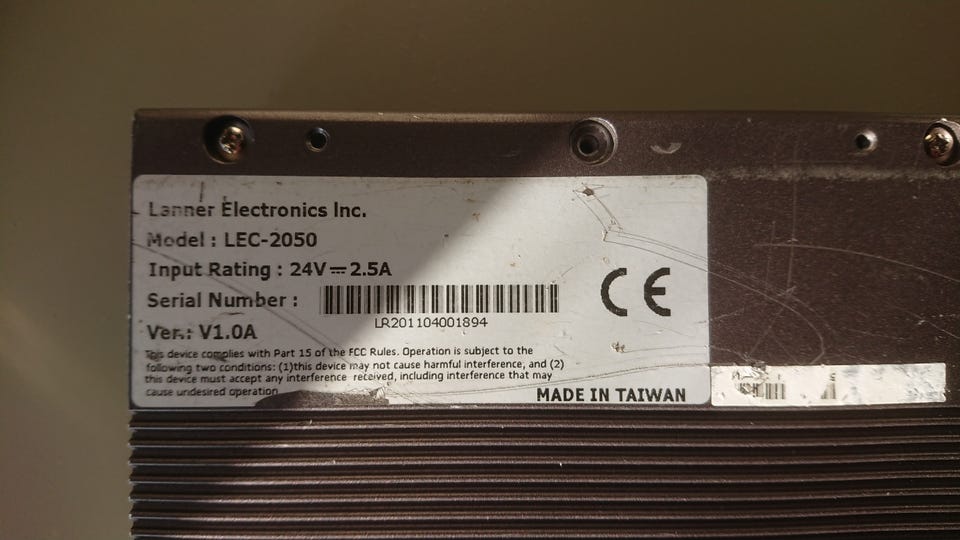 Lanner Electronics Inc.
Model : LEC-2050
Input Rating : 24V⎓2.5A
Serial Number :
LR201104001894
Ver.: V1.0A
CE
This device complies with Part 15 of the FCC Rules. Operation is subject to the
following two conditions: (1)this device may not cause harmful interference, and (2)
this device must accept any interference received, including interference that may
cause undesired operation
MADE IN TAIWAN